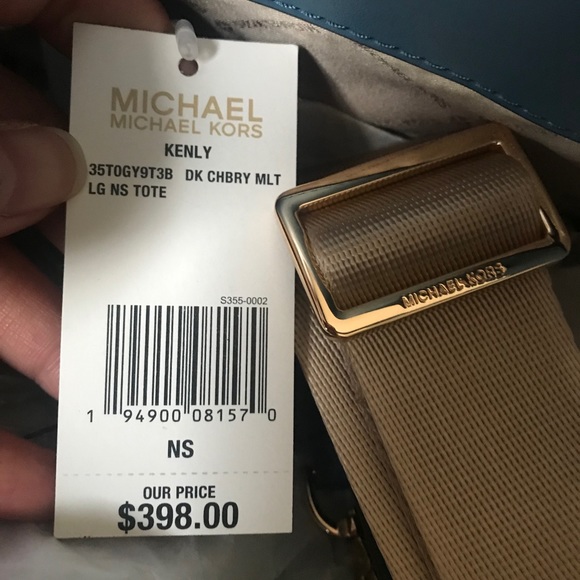 MICHAEL
MICHAEL KORS
KENLY
35T0GY9T3B DK CHBRY MLT
LG NS TOTE
S355-0002
1 94900 08157 0
NS
OUR PRICE
$398.00
MICHAEL KORS